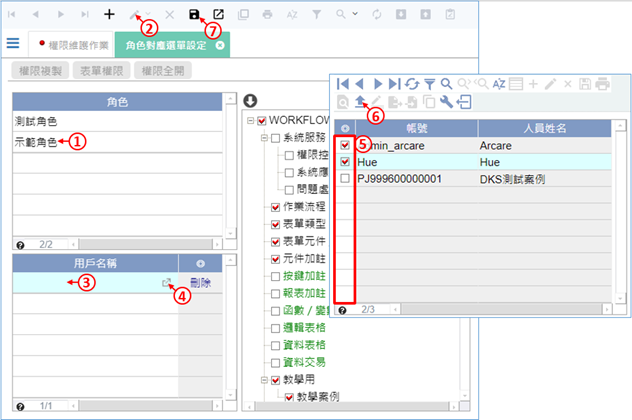 ②
⑦
權限維護作業
角色對應選單設定
權限複製 表單權限 權限全開
角色
測試角色
示範角色
①
2/2
用戶名稱
③
④
刪除
1/1
WORKFLOW
系統服務
權限控
系統應
問題處
作業流程
表單類型
表單元件
元件加註
按鍵加註
報表加註
函數 / 變數
邏輯表格
資料表格
資料交易
教學用
教學案例
⑥
帳號 人員姓名
⑤
min_arcare Arcare
Hue Hue
PJ999600000001 DKS測試案例
2/3